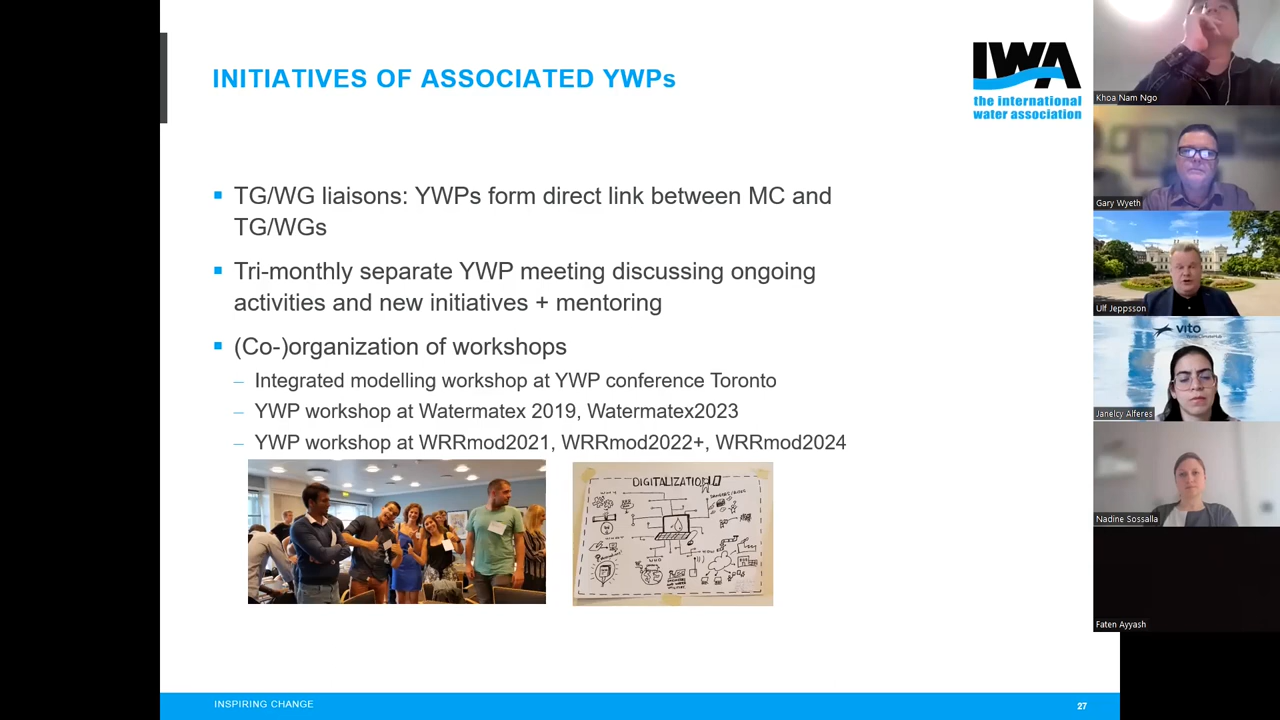 INITIATIVES OF ASSOCIATED YWPs
IWA
the international
water association
TG/WG liaisons: YWPs form direct link between MC and
TG/WGs
Tri-monthly separate YWP meeting discussing ongoing
activities and new initiatives + mentoring
(Co-)organization of workshops
– Integrated modelling workshop at YWP conference Toronto
– YWP workshop at Watermatex 2019, Watermatex2023
– YWP workshop at WRRmod2021, WRRmod2022+, WRRmod2024
DIGITALIZATION
INSPIRING CHANGE
27
Khoa Nam Ngo
Gary Wyeth
Ulf Jeppsson
vito
Janelcy Alferes
Nadine Sossalla
Faten Ayyash